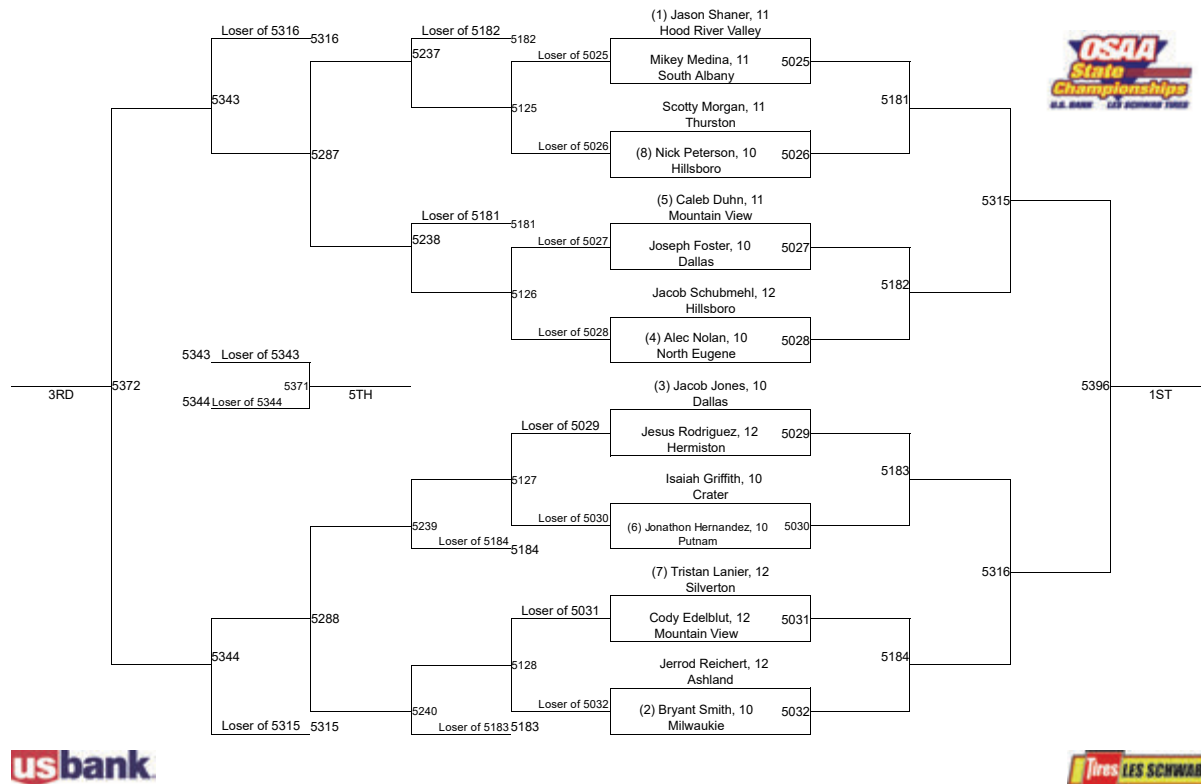 (1) Jason Shaner, 11
Hood River Valley
Loser of 5316
5316
Loser of 5182
5182
5237
Loser of 5025
Mikey Medina, 11
South Albany
5025
OSAA
State
Championships
U.S. BANK LES SCHWAB TIRES
5343
5125
Scotty Morgan, 11
Thurston
5181
5287
Loser of 5026
(8) Nick Peterson, 10
Hillsboro
5026
(5) Caleb Duhn, 11
Mountain View
5315
Loser of 5181
5181
5238
Loser of 5027
Joseph Foster, 10
Dallas
5027
5126
Jacob Schubmehl, 12
Hillsboro
5182
Loser of 5028
(4) Alec Nolan, 10
North Eugene
5028
5343
Loser of 5343
3RD
5372
5371
5TH
5344
Loser of 5344
(3) Jacob Jones, 10
Dallas
5396
1ST
Loser of 5029
Jesus Rodriguez, 12
Hermiston
5029
5127
Isaiah Griffith, 10
Crater
5183
5239
Loser of 5030
(6) Jonathon Hernandez, 10
Putnam
5030
Loser of 5184
5184
(7) Tristan Lanier, 12
Silverton
5316
5288
Loser of 5031
Cody Edelblut, 12
Mountain View
5031
5344
5128
Jerrod Reichert, 12
Ashland
5184
5240
Loser of 5032
(2) Bryant Smith, 10
Milwaukie
5032
Loser of 5315
5315
Loser of 5183
5183
usbank
Tires LES SCHWAB